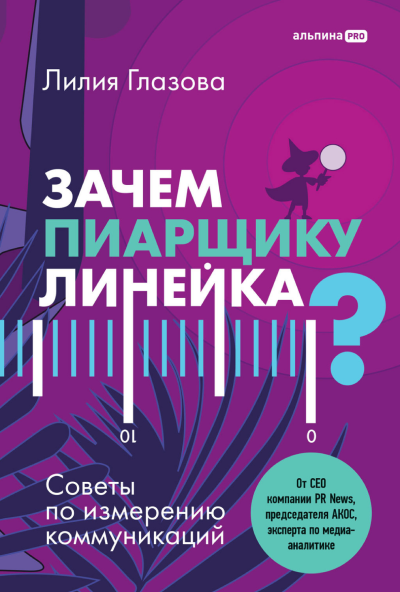 альпина PRO
Лилия Глазова
ЗАЧЕМ
ПИАРЩИКУ
ЛИНЕЙКА?
10 0
Советы
по измерению
коммуникаций
От CEO
компании PR News,
председателя АКОС,
эксперта по медиа-
аналитике